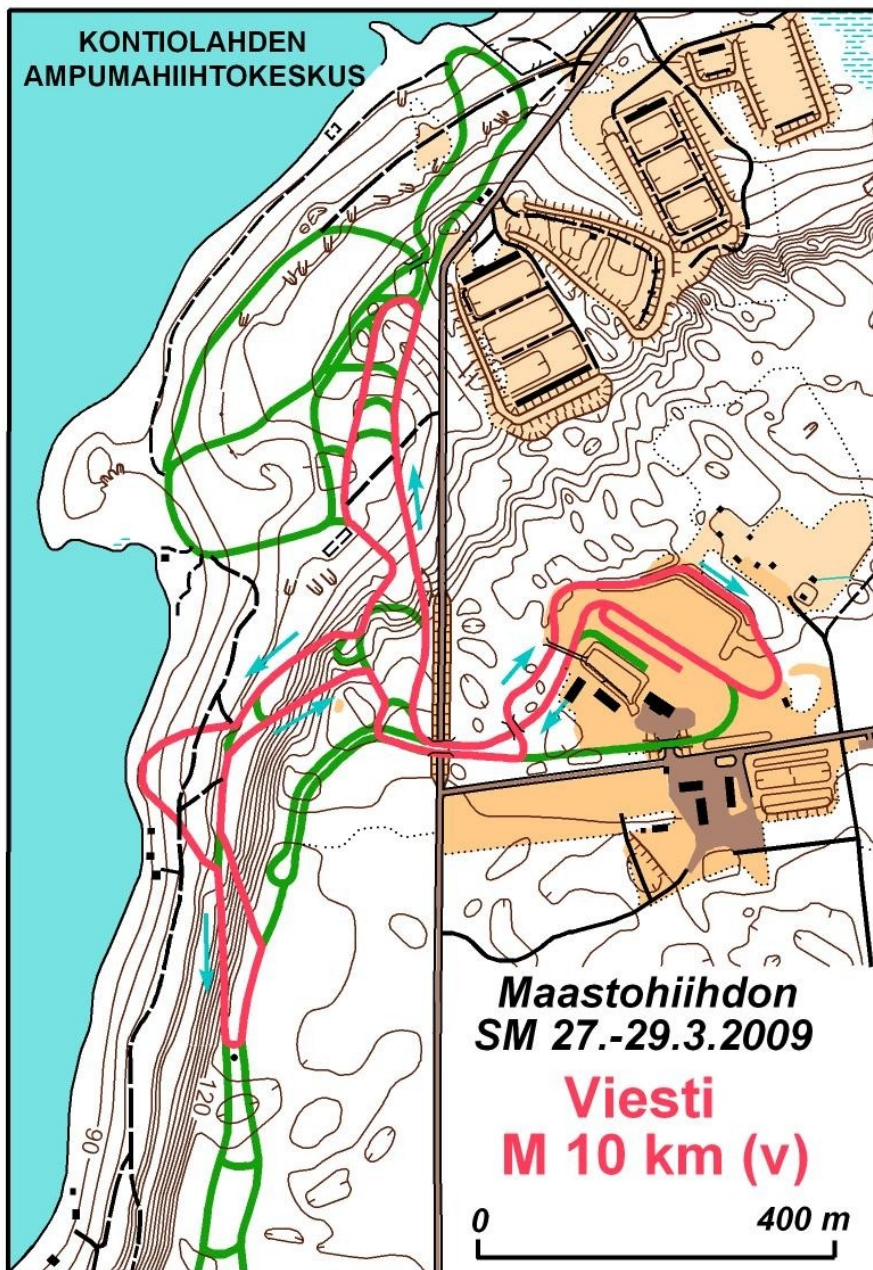 KONTIOLAHDEN
AMPUMAHIIHTOKESKUS
120
90
Maastohiihdon
SM 27.-29.3.2009
Viesti
M 10 km (v)
0 400 m